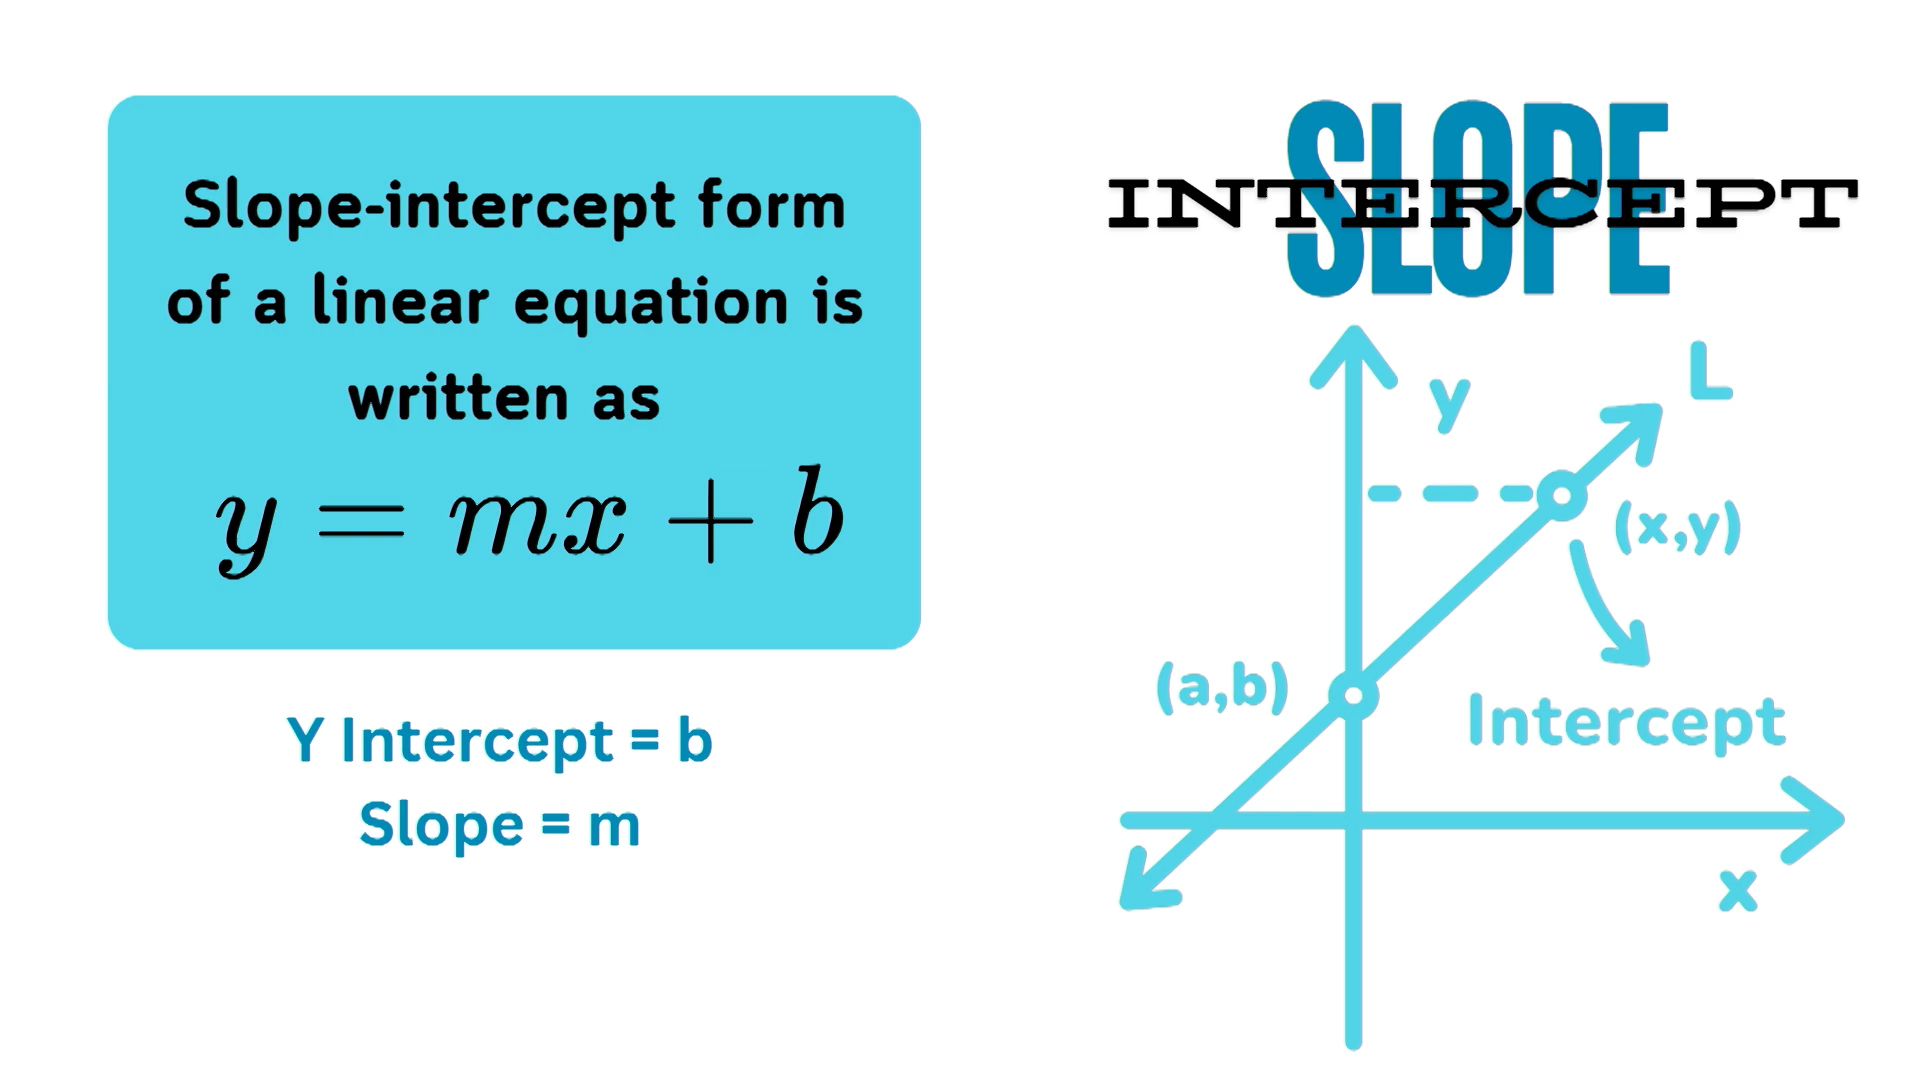 Slope-intercept form
of a linear equation is
written as
y = mx + b
Y Intercept = b
Slope = m
SLOPE
INTERCEPT
y
L
(x,y)
(a,b)
Intercept
x